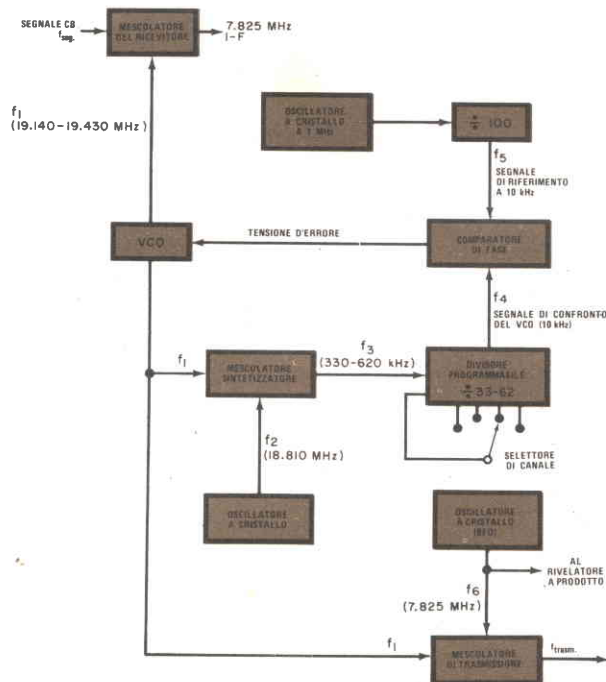 SEGNALE CB
fseg.
MESCOLATORE
DEL RICEVITORE
7.825 MHz
I-F
f1
(19.140-19.430 MHz)
OSCILLATORE
A CRISTALLO
A 1 MHz
÷ 100
f5
SEGNALE
DI RIFERIMENTO
A 10 kHz
VCO
TENSIONE D'ERRORE
COMPARATORE
DI FASE
f4
SEGNALE DI CONFRONTO
DEL VCO (10 kHz)
f1
MESCOLATORE
SINTETIZZATORE
f3
(330-620 kHz)
DIVISORE
PROGRAMMABILE
÷ 33-62
f2
(18.810 MHz)
SELETTORE
DI CANALE
OSCILLATORE
A CRISTALLO
OSCILLATORE
A CRISTALLO
(BFO)
AL
RIVELATORE
A PRODOTTO
f6
(7.825 MHz)
f1
MESCOLATORE
DI TRASMISSIONE
ftrasm.